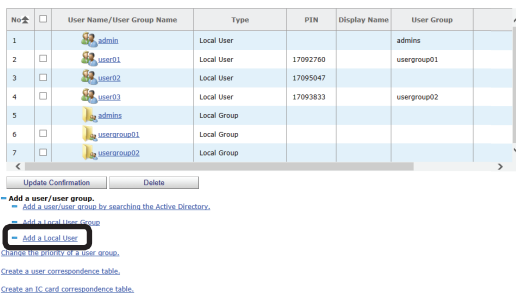 No User Name/User Group Name Type PIN Display Name User Group
1 admin Local User admins
2 user01 Local User 17092760 usergroup01
3 user02 Local User 17095047
4 user03 Local User 17093833 usergroup02
5 admins Local Group
6 usergroup01 Local Group
7 usergroup02 Local Group
Update Confirmation Delete
Add a user/user group.
Add a user/user group by searching the Active Directory.
Add a Local User Group
Add a Local User
Change the priority of a user group.
Create a user correspondence table.
Create an IC card correspondence table.